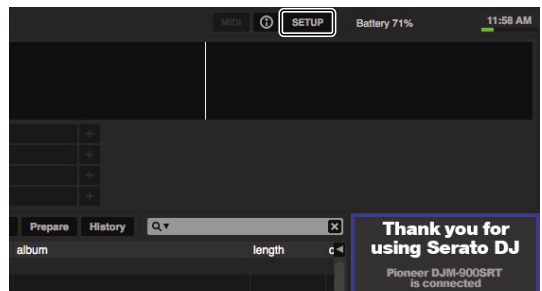 MIDI SETUP Battery 71% 11:58 AM
Prepare History
album length
Thank you for
using Serato DJ
Pioneer DJM-900SRT
is connected